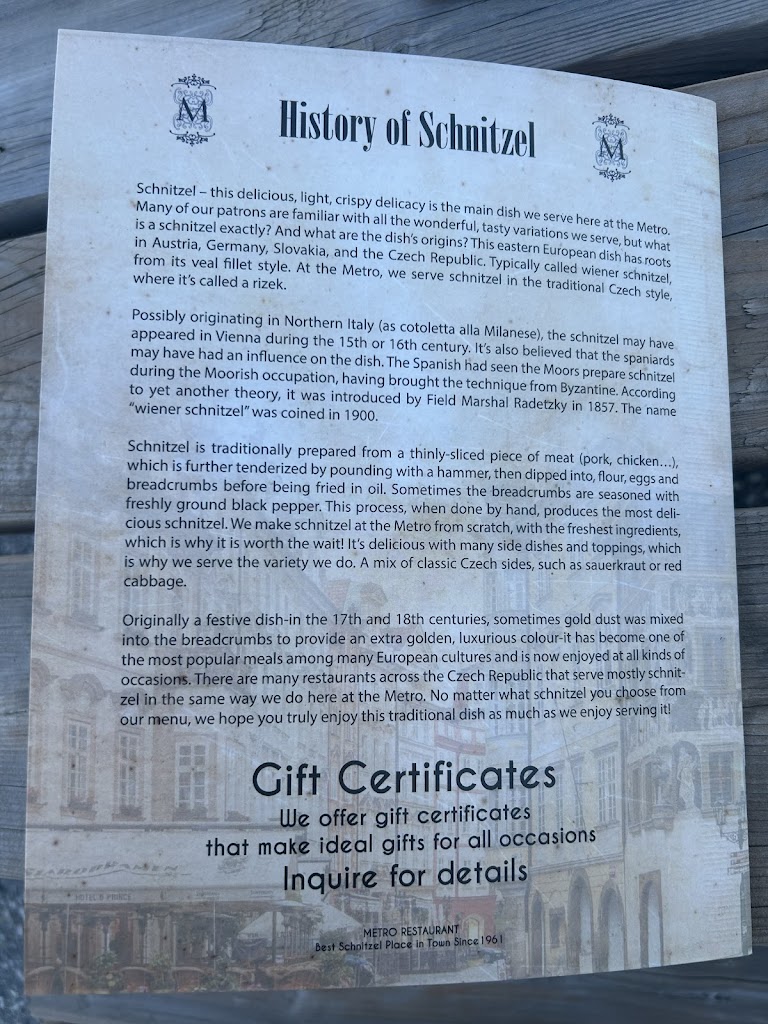 M
History of Schnitzel
M
Schnitzel – this delicious, light, crispy delicacy is the main dish we serve here at the Metro.
Many of our patrons are familiar with all the wonderful, tasty variations we serve, but what
is a schnitzel exactly? And what are the dish's origins? This eastern European dish has roots
in Austria, Germany, Slovakia, and the Czech Republic. Typically called wiener schnitzel,
from its veal fillet style. At the Metro, we serve schnitzel in the traditional Czech style,
where it's called a rizek.
Possibly originating in Northern Italy (as cotoletta alla Milanese), the schnitzel may have
appeared in Vienna during the 15th or 16th century. It's also believed that the spaniards
may have had an influence on the dish. The Spanish had seen the Moors prepare schnitzel
during the Moorish occupation, having brought the technique from Byzantine. According
to yet another theory, it was introduced by Field Marshal Radetzky in 1857. The name
“wiener schnitzel” was coined in 1900.
Schnitzel is traditionally prepared from a thinly-sliced piece of meat (pork, chicken…),
which is further tenderized by pounding with a hammer, then dipped into, flour, eggs and
breadcrumbs before being fried in oil. Sometimes the breadcrumbs are seasoned with
freshly ground black pepper. This process, when done by hand, produces the most deli-
cious schnitzel. We make schnitzel at the Metro from scratch, with the freshest ingredients,
which is why it is worth the wait! It's delicious with many side dishes and toppings, which
is why we serve the variety we do. A mix of classic Czech sides, such as sauerkraut or red
cabbage.
Originally a festive dish-in the 17th and 18th centuries, sometimes gold dust was mixed
into the breadcrumbs to provide an extra golden, luxurious colour-it has become one of
the most popular meals among many European cultures and is now enjoyed at all kinds of
occasions. There are many restaurants across the Czech Republic that serve mostly schnit-
zel in the same way we do here at the Metro. No matter what schnitzel you choose from
our menu, we hope you truly enjoy this traditional dish as much as we enjoy serving it!
Gift Certificates
We offer gift certificates
that make ideal gifts for all occasions
Inquire for details
METRO RESTAURANT
Best Schnitzel Place in Town Since 1961